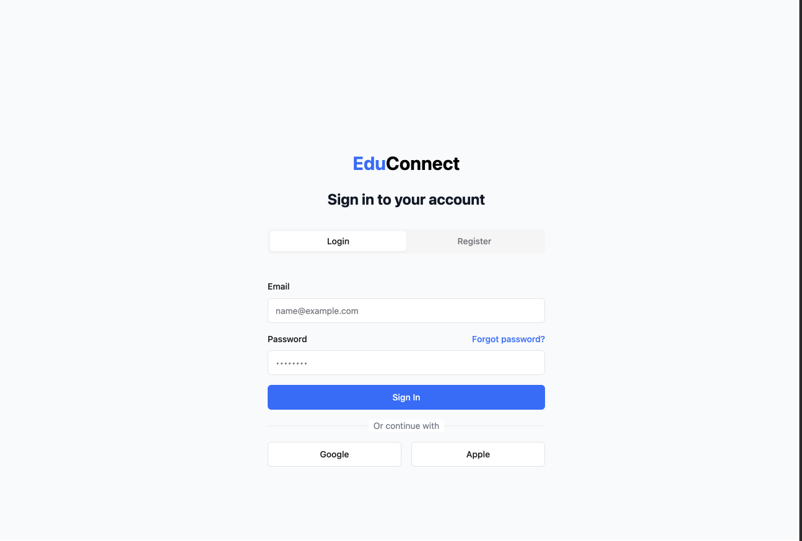 EduConnect
Sign in to your account
Login Register
Email
name@example.com
Password Forgot password?
••••••••
Sign In
Or continue with
Google Apple